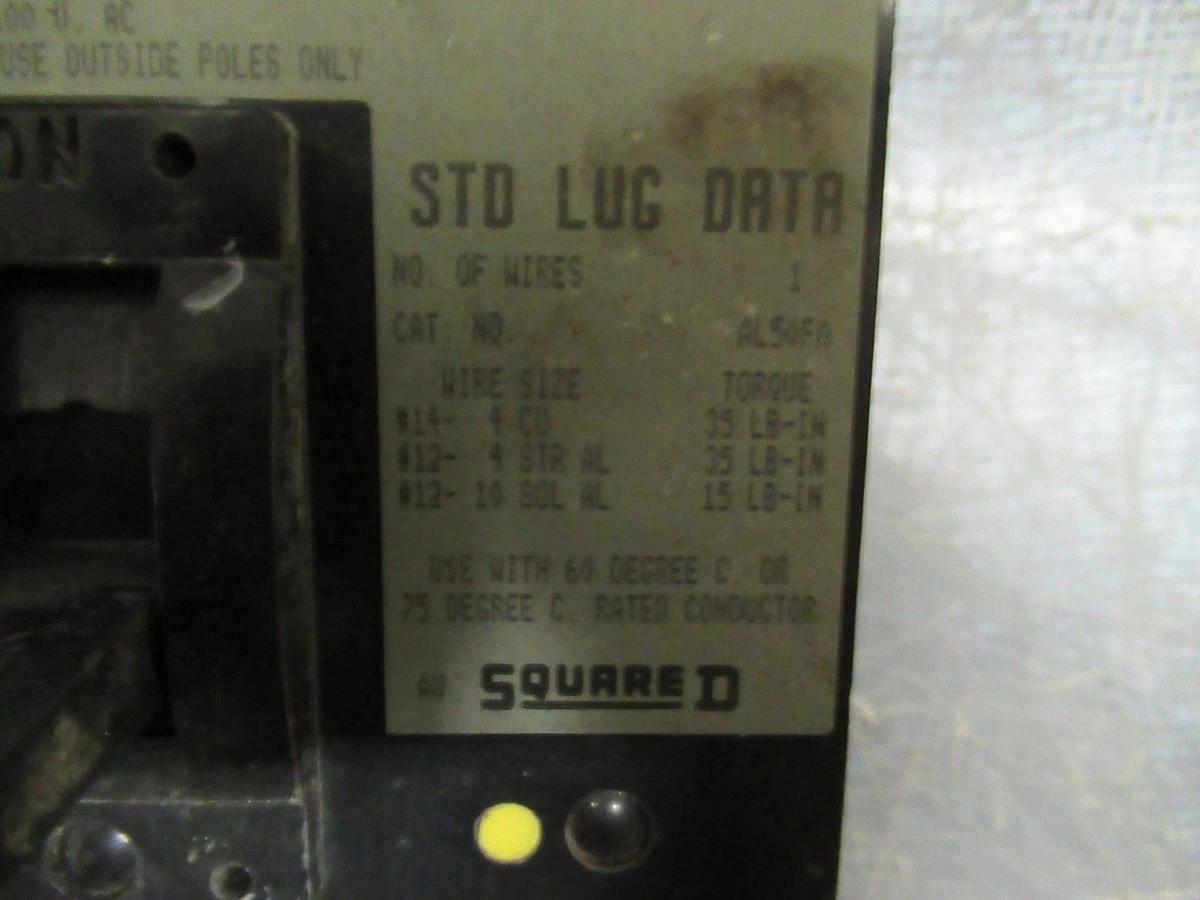 V. AC
USE OUTSIDE POLES ONLY
ON
STD LUG DATA
NO. OF WIRES 1
CAT. NO. AL50FA
WIRE SIZE TORQUE
#14- 4 CU 35 LB-IN
#12- 4 STR AL 35 LB-IN
#12- 10 SOL AL 15 LB-IN
USE WITH 60 DEGREE C. OR
75 DEGREE C. RATED CONDUCTOR
SQUARE D